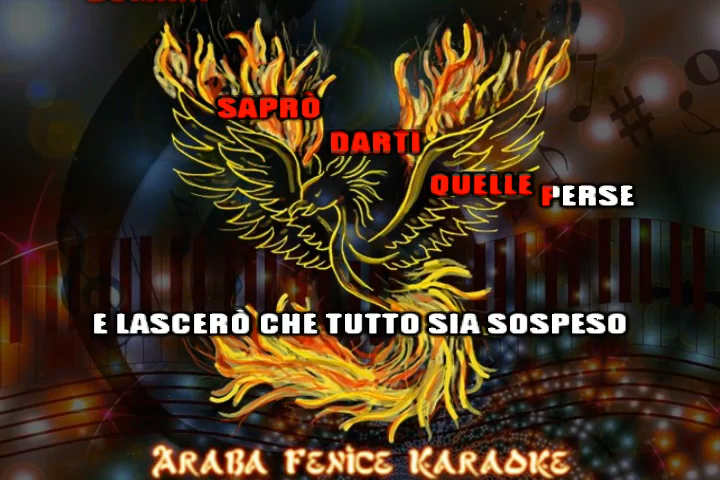 SAPRÒ
DARTI
QUELLE PERSE
E LASCERÒ CHE TUTTO SIA SOSPESO
ARABA FENICE KARAOKE